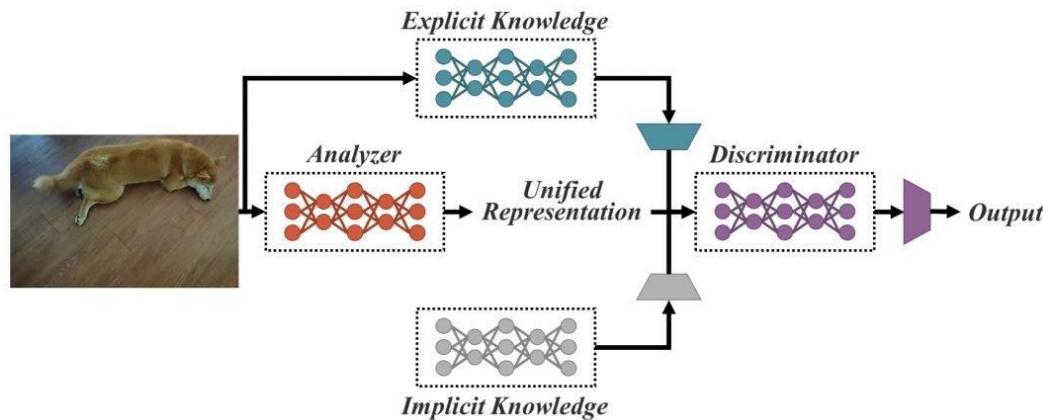 Explicit Knowledge
Analyzer
Unified
Representation
Discriminator
Output
Implicit Knowledge